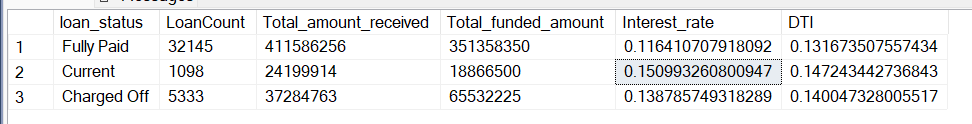 loan_status LoanCount Total_amount_received Total_funded_amount Interest_rate DTI
1 Fully Paid 32145 411586256 351358350 0.116410707918092 0.131673507557434
2 Current 1098 24199914 18866500 0.150993260800947 0.147243442736843
3 Charged Off 5333 37284763 65532225 0.138785749318289 0.140047328005517